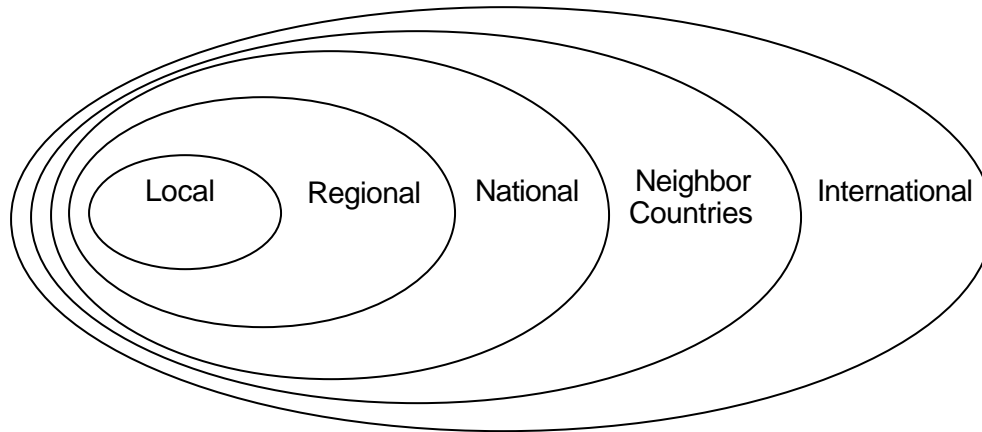 Local
Regional
National
Neighbor
Countries
International